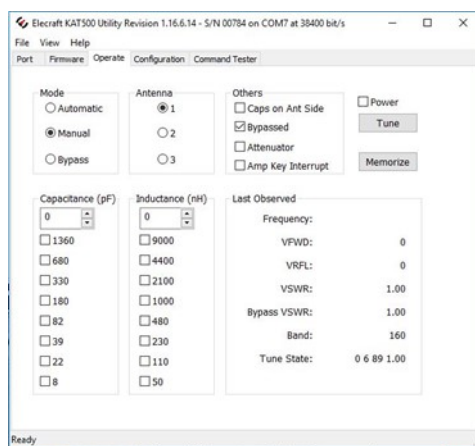 Elecraft KAT500 Utility Revision 1.16.6.14 - S/N 00784 on COM7 at 38400 bit/s
File View Help
Port Firmware Operate Configuration Command Tester
Mode
Automatic
Manual
Bypass
Antenna
1
2
3
Others
Caps on Ant Side
Bypassed
Attenuator
Amp Key Interrupt
Power
Tune
Memorize
Capacitance (pF)
0
1360
680
330
180
82
39
22
8
Inductance (nH)
0
9000
4400
2100
1000
480
230
110
50
Last Observed
Frequency:
VFWD: 0
VRFL: 0
VSWR: 1.00
Bypass VSWR: 1.00
Band: 160
Tune State: 0 6 89 1.00
Ready